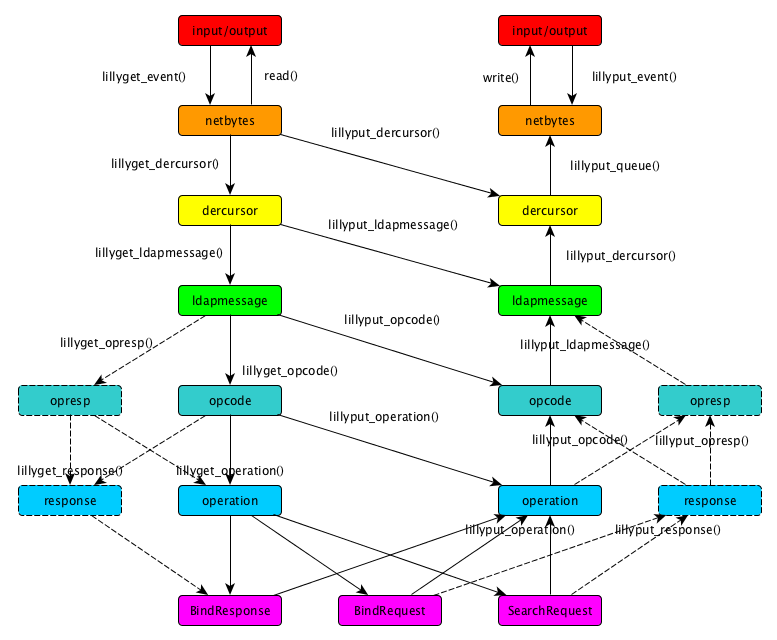 input/output
input/output
lillyget_event()
read()
write()
lillyput_event()
netbytes
netbytes
lillyput_dercursor()
lillyget_dercursor()
lillyput_queue()
dercursor
dercursor
lillyput_ldapmessage()
lillyget_ldapmessage()
lillyput_dercursor()
ldapmessage
ldapmessage
lillyput_opcode()
lillyget_opresp()
lillyput_ldapmessage()
lillyget_opcode()
opresp
opcode
opcode
opresp
lillyput_operation()
lillyput_opcode()
lillyput_opresp()
lillyget_response()
lillyget_operation()
response
operation
operation
response
lillyput_operation()
lillyput_response()
BindResponse
BindRequest
SearchRequest